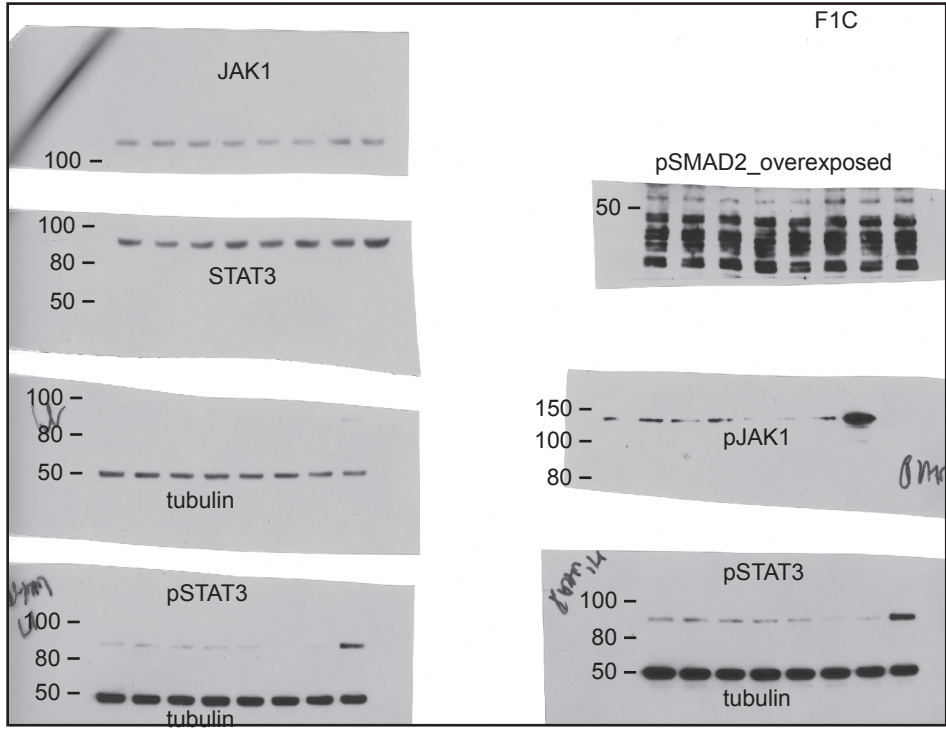 F1C
JAK1
100 –
100 –
80 –
STAT3
50 –
100 –
80 –
50 –
tubulin
pSTAT3
100 –
80 –
50 –
tubulin
pSMAD2_overexposed
50 –
150 –
pJAK1
100 –
80 –
pSTAT3
100 –
80 –
50 –
tubulin